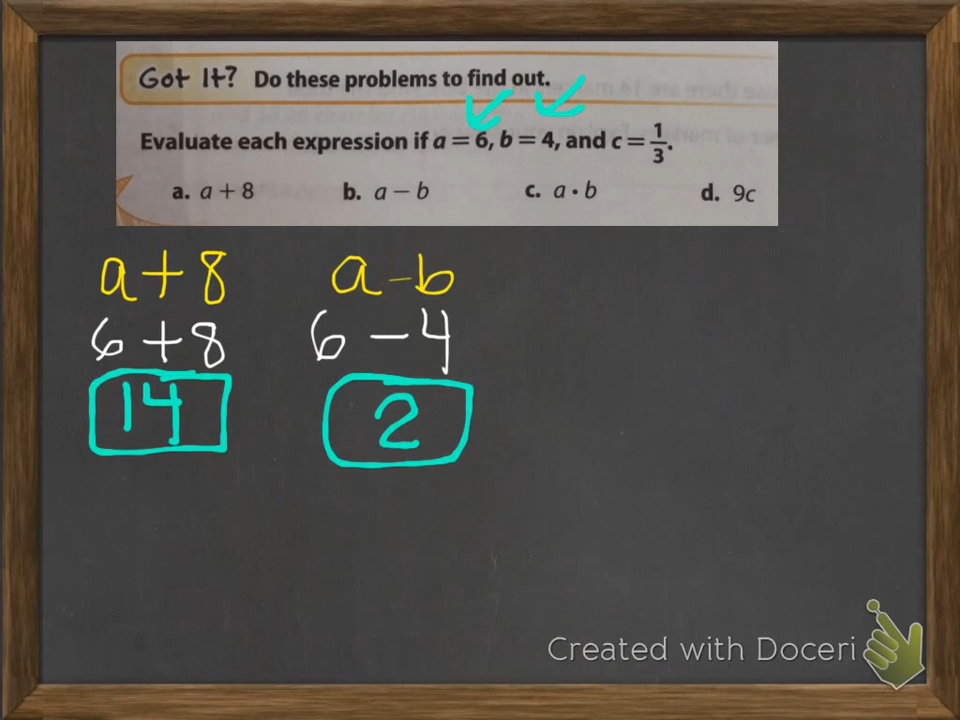 Got It? Do these problems to find out.
Evaluate each expression if a = 6, b = 4, and c = 1/3.
a. a + 8 b. a − b c. a • b d. 9c
a + 8 a - b
6 + 8 6 - 4
14 2
Created with Doceri